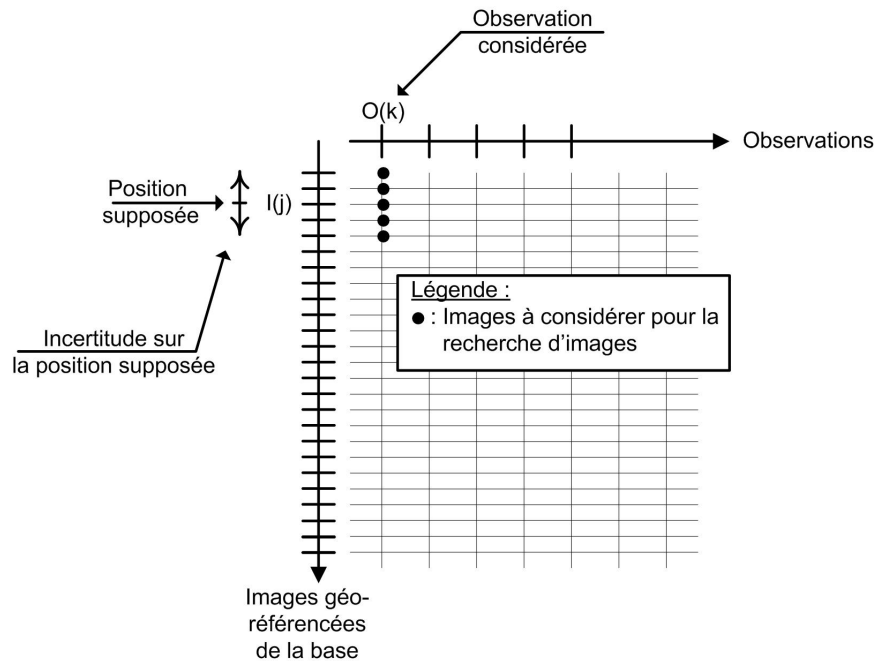 Observation
considérée
O(k)
Observations
Position
supposée
I(j)
Incertitude sur
la position supposée
Légende :
● : Images à considérer pour la
recherche d'images
Images géo-
référencées
de la base